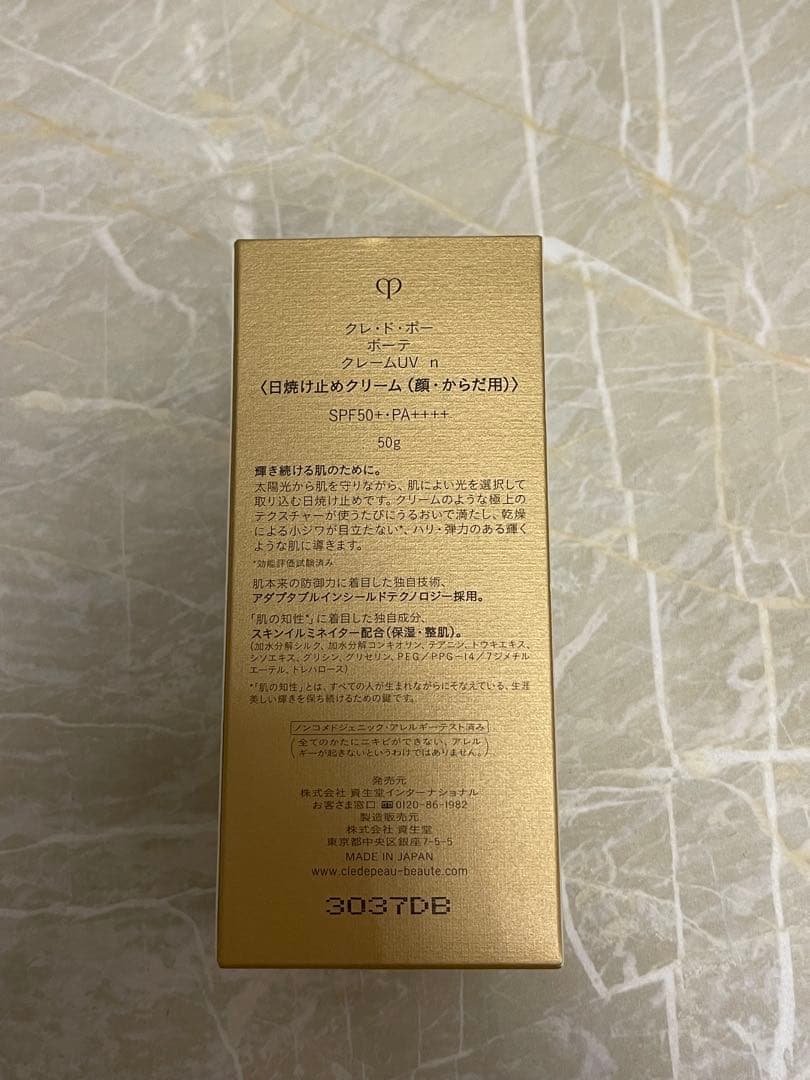 クレ・ド・ポー
ボーテ
クレームUV n
〈日焼け止めクリーム（顔・からだ用）〉
SPF50+・PA++++
50g
輝き続ける肌のために。
太陽光から肌を守りながら、肌によい光を選択して
取り込む日焼け止めです。クリームのような極上の
テクスチャーが使うたびにうるおいで満たし、乾燥
による小ジワが目立たない*、ハリ・弾力のある輝く
ような肌に導きます。
*効能評価試験済み
肌本来の防御力に着目した独自技術、
アダプタブルインシールドテクノロジー採用。
「肌の知性*」に着目した独自成分、
スキンイルミネイター配合（保湿・整肌）。
（加水分解シルク、加水分解コンキオリン、テアニン、トウキエキス、
シソエキス、グリシン、グリセリン、PEG／PPG－14／7ジメチル
エーテル、トレハロース）
*「肌の知性」とは、すべての人が生まれながらにそなえている、生涯
美しい輝きを保ち続けるための鍵です。
ノンコメドジェニック・アレルギーテスト済み
（全てのかたにニキビができない、アレル
ギーが起きないというわけではありません。）
発売元
株式会社 資生堂インターナショナル
お客さま窓口 0120-86-1982
製造販売元
株式会社 資生堂
東京都中央区銀座7-5-5
MADE IN JAPAN
www.cledepeau-beaute.com
3037DB